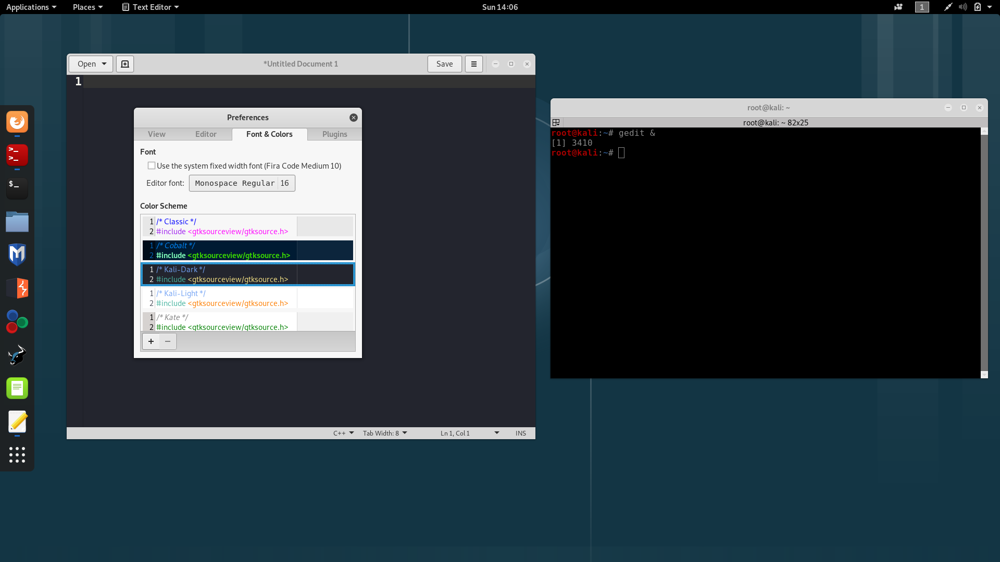 Applications Places Text Editor Sun 14:06 1
Open *Untitled Document 1 Save
1
Preferences
View Editor Font & Colors Plugins
Font
Use the system fixed width font (Fira Code Medium 10)
Editor font: Monospace Regular 16
Color Scheme
1 /* Classic */
2 #include <gtksourceview/gtksource.h>
1 /* Cobalt */
2 #include <gtksourceview/gtksource.h>
1 /* Kali-Dark */
2 #include <gtksourceview/gtksource.h>
1 /* Kali-Light */
2 #include <gtksourceview/gtksource.h>
1 /* Kate */
2 #include <gtksourceview/gtksource.h>
+ −
C++ Tab Width: 8 Ln 1, Col 1 INS
root@kali: ~
root@kali: ~ 82x25
root@kali:~# gedit &
[1] 3410
root@kali:~#
>_
>_
$_